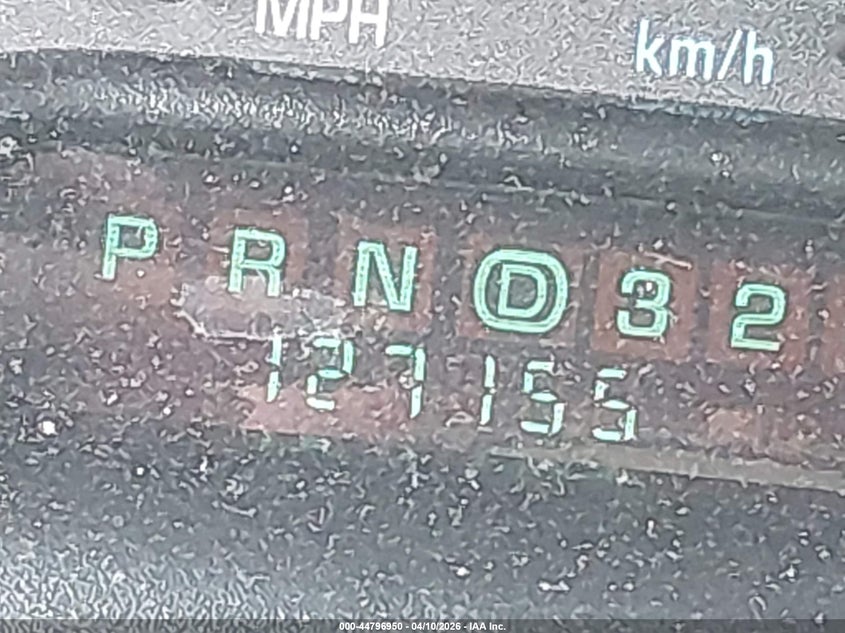 MPH km/h
P R N D 3 2
127155
000-44796950 - 04/10/2026 - IAA Inc.